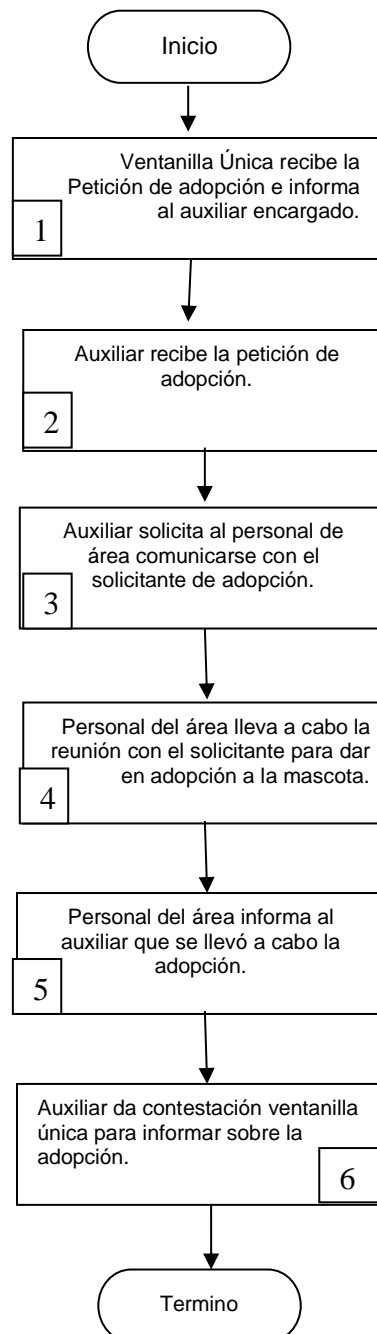 Inicio
Ventanilla Única recibe la
Petición de adopción e informa
al auxiliar encargado.
1
Auxiliar recibe la petición de
adopción.
2
Auxiliar solicita al personal de
área comunicarse con el
solicitante de adopción.
3
Personal del área lleva a cabo la
reunión con el solicitante para dar
en adopción a la mascota.
4
Personal del área informa al
auxiliar que se llevó a cabo la
adopción.
5
Auxiliar da contestación ventanilla
única para informar sobre la
adopción.
6
Termino